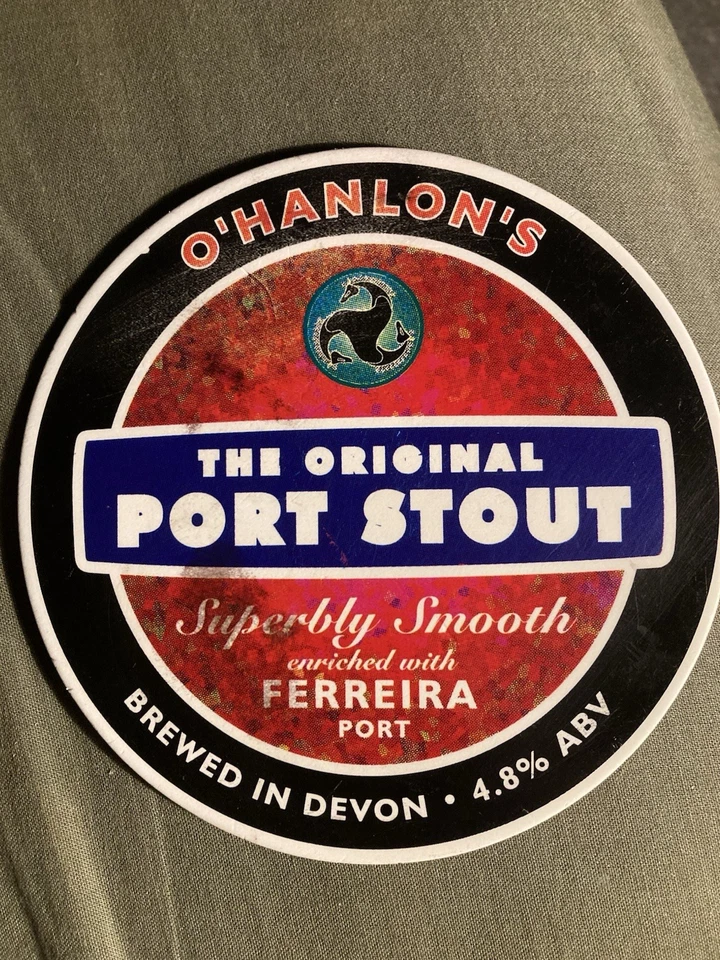 O'HANLON'S
THE ORIGINAL
PORT STOUT
Superbly Smooth
enriched with
FERREIRA
PORT
BREWED IN DEVON • 4.8% ABV